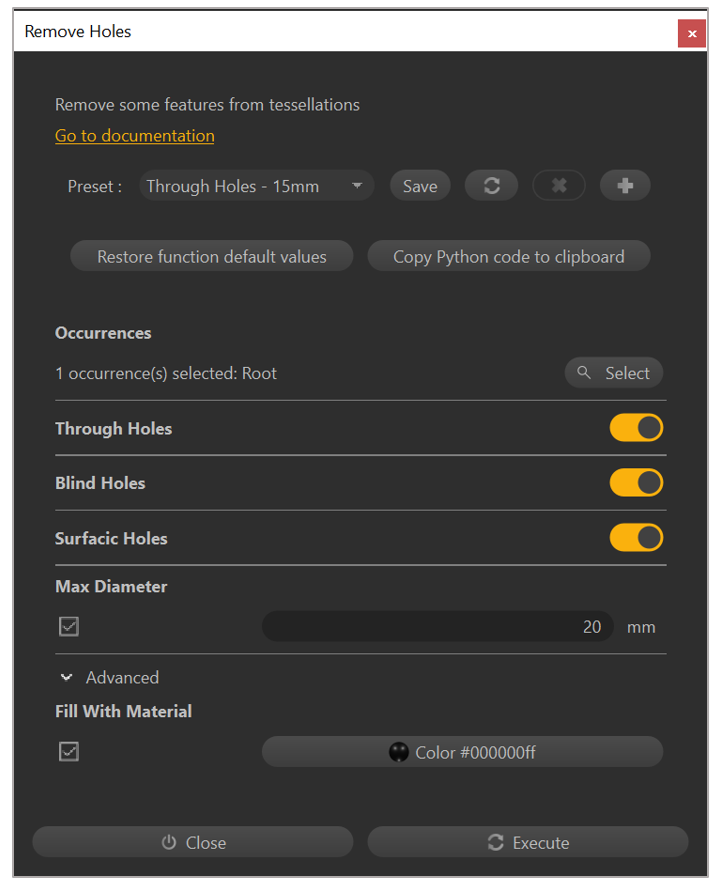 Remove Holes
Remove some features from tessellations
Go to documentation
Preset : Through Holes - 15mm Save
Restore function default values Copy Python code to clipboard
Occurrences
1 occurrence(s) selected: Root Select
Through Holes
Blind Holes
Surfacic Holes
Max Diameter
20 mm
Advanced
Fill With Material
Color #000000ff
Close Execute